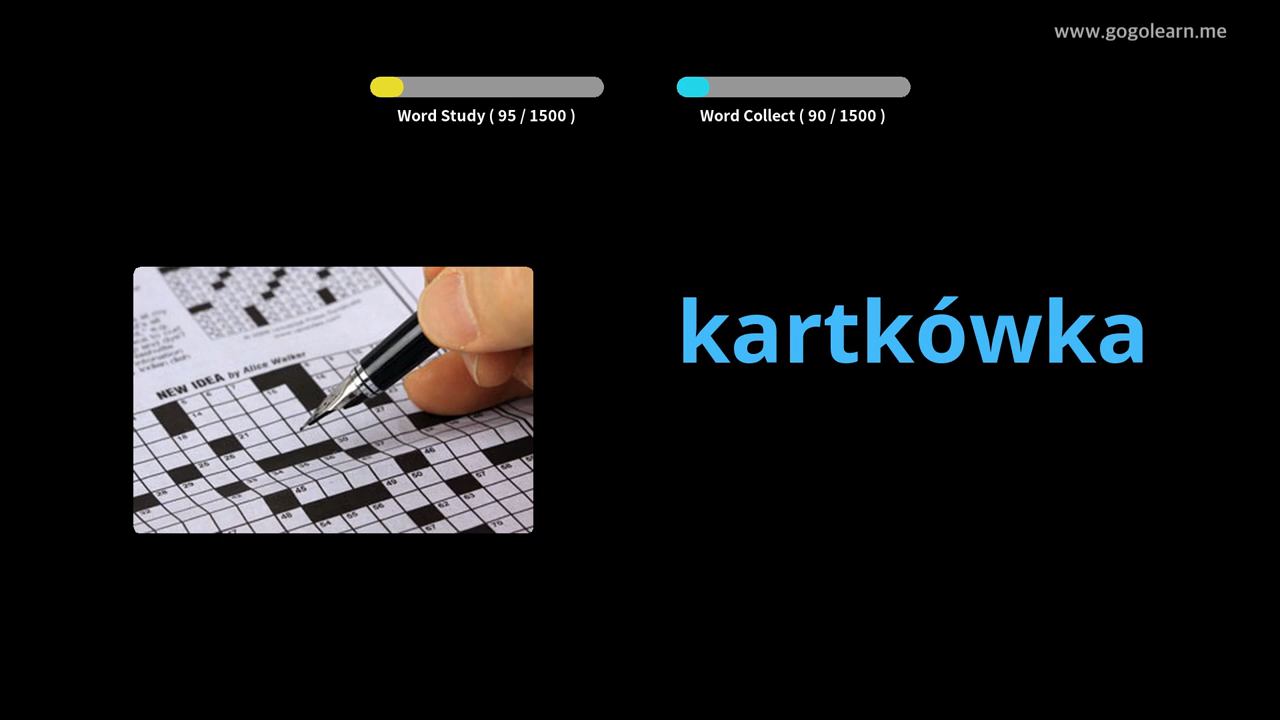 www.gogolearn.me
Word Study ( 95 / 1500 )
Word Collect ( 90 / 1500 )
kartkówka
NEW IDEA by Alice Walker